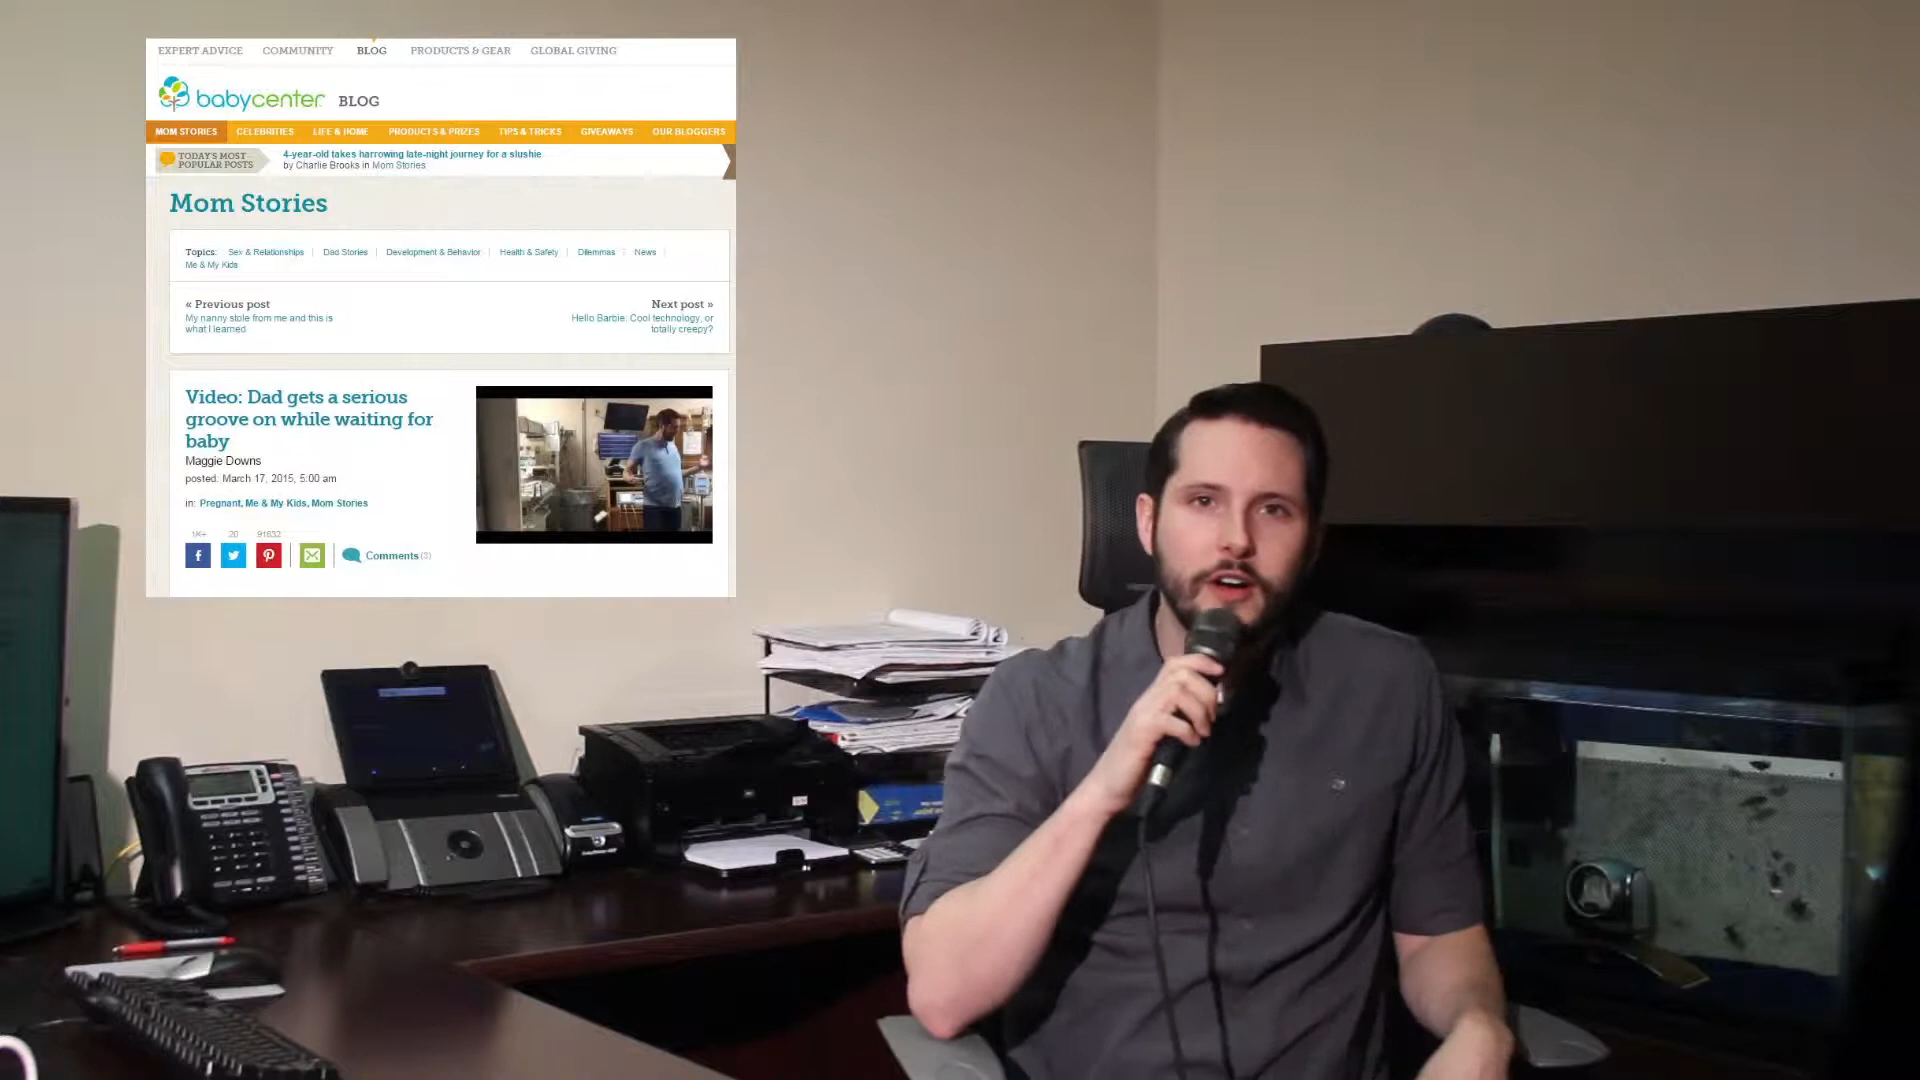 EXPERT ADVICE COMMUNITY BLOG PRODUCTS & GEAR GLOBAL GIVING
babycenter BLOG
MOM STORIES CELEBRITIES LIFE & HOME PRODUCTS & PRIZES TIPS & TRICKS GIVEAWAYS OUR BLOGGERS
TODAY'S MOST
POPULAR POSTS
4-year-old takes harrowing late-night journey for a slushie
by Charlie Brooks in Mom Stories
Mom Stories
Topics: Sex & Relationships | Dad Stories | Development & Behavior | Health & Safety | Dilemmas | News |
Me & My Kids
« Previous post
My nanny stole from me and this is
what I learned
Next post »
Hello Barbie: Cool technology, or
totally creepy?
Video: Dad gets a serious
groove on while waiting for
baby
Maggie Downs
posted: March 17, 2015, 5:00 am
in: Pregnant, Me & My Kids, Mom Stories
1K+ 20 91632
Comments (3)